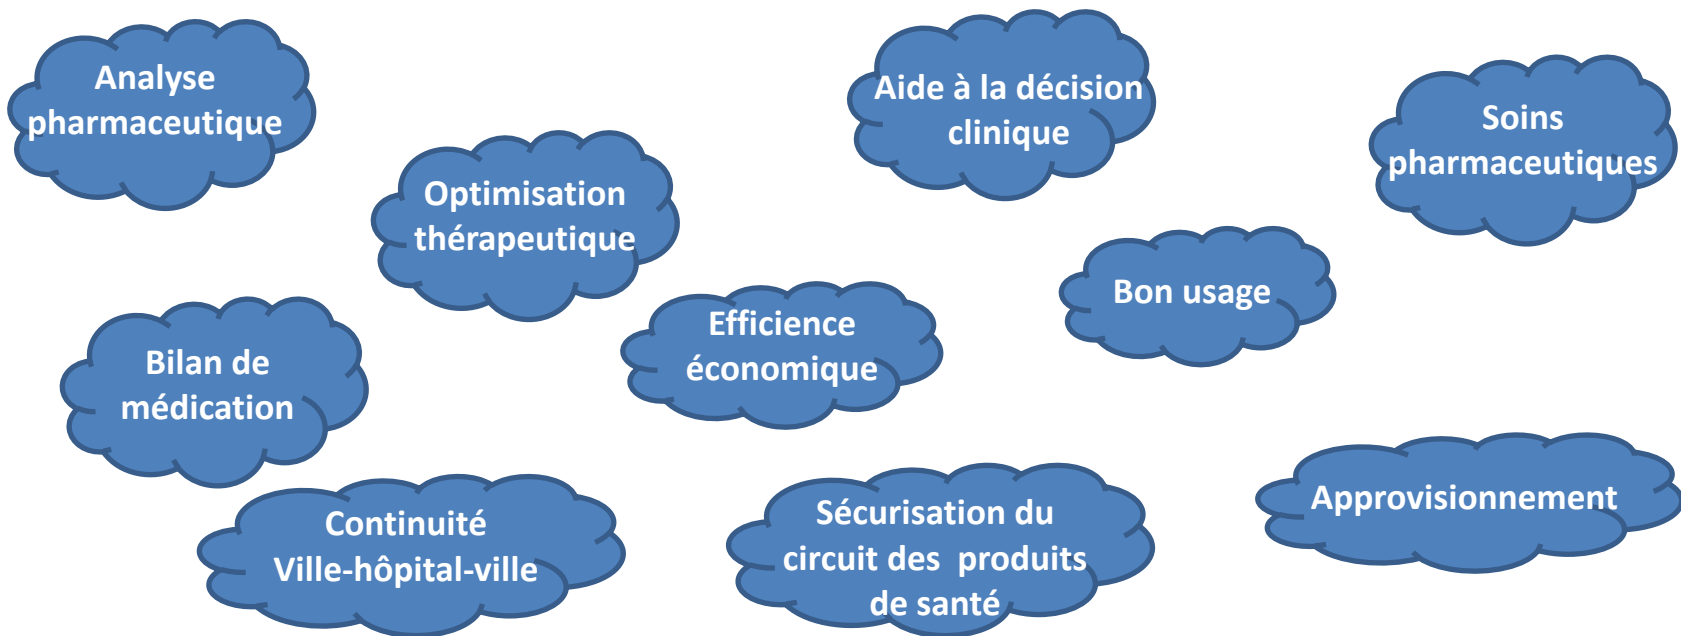 Analyse
pharmaceutique
Aide à la décision
clinique
Soins
pharmaceutiques
Optimisation
thérapeutique
Bon usage
Efficience
économique
Bilan de
médication
Continuité
Ville-hôpital-ville
Sécurisation du
circuit des  produits
de santé
Approvisionnement